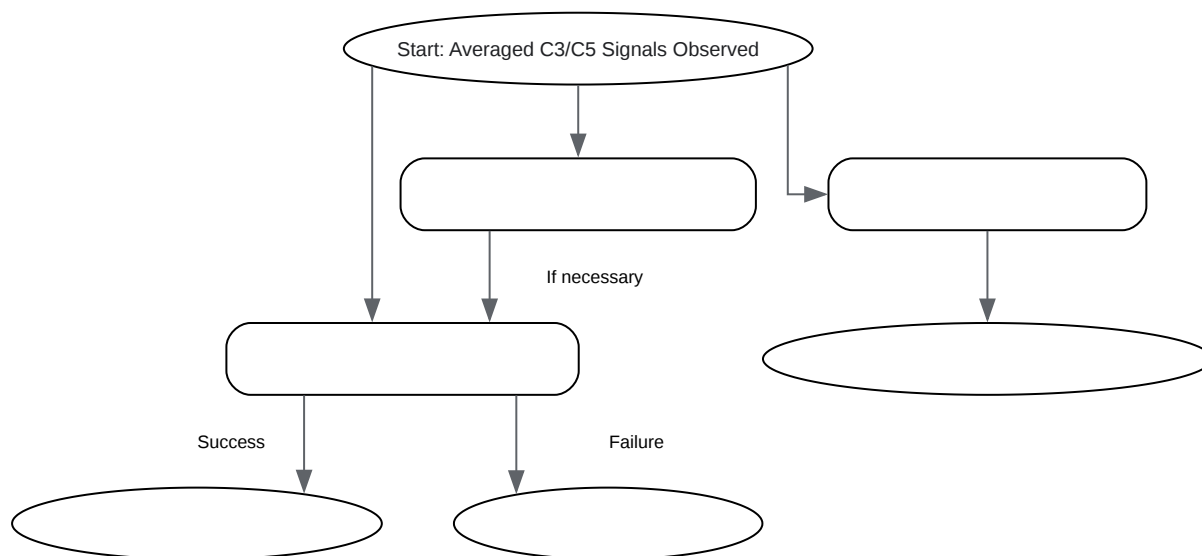 Start: Averaged C3/C5 Signals Observed
If necessary
Success
Failure